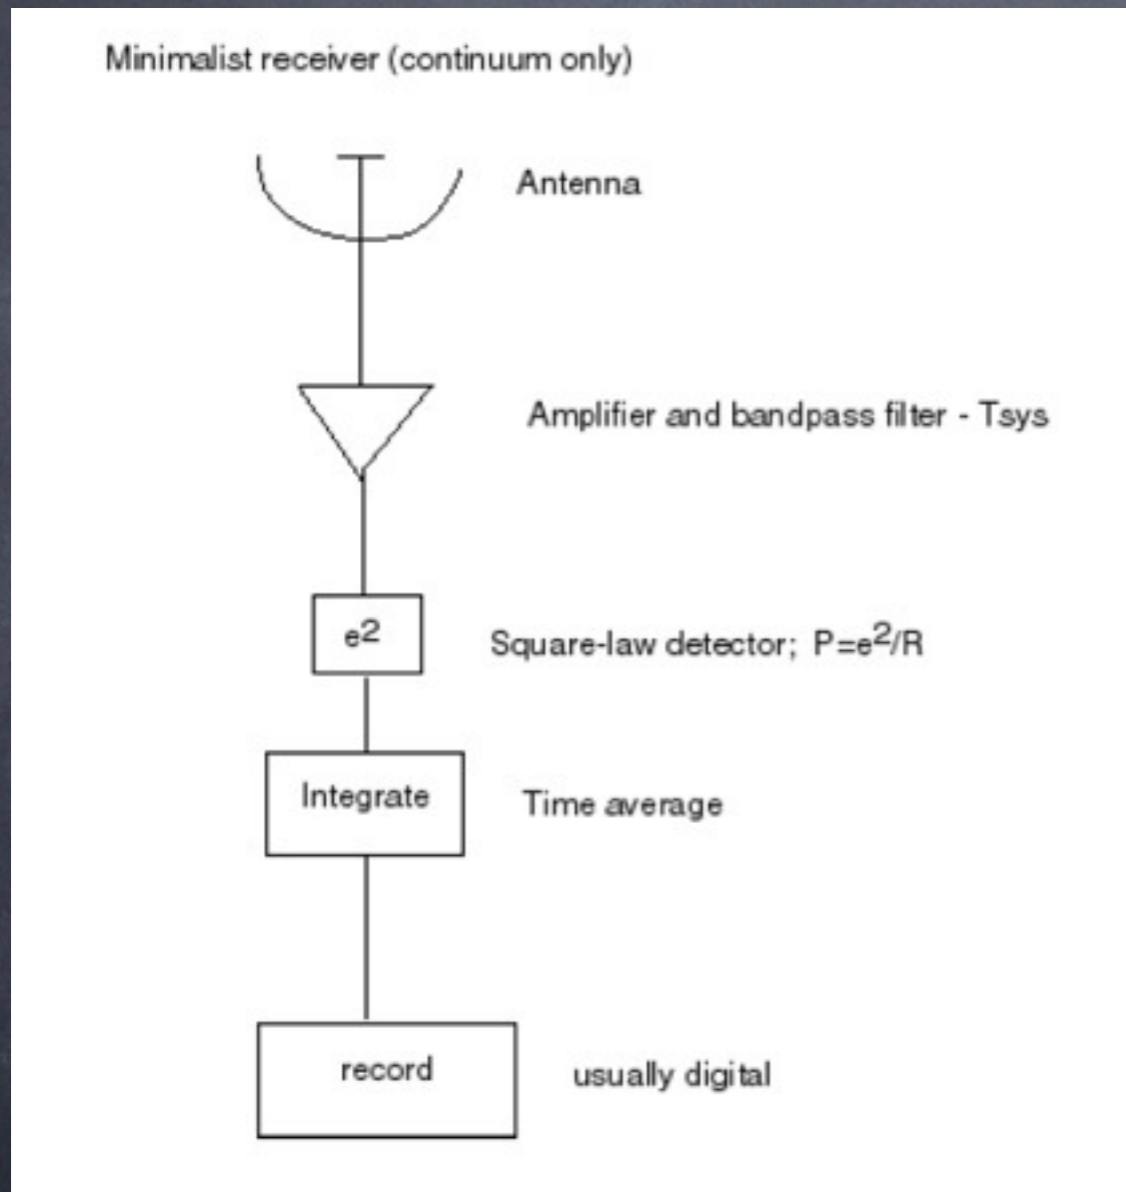 Minimalist receiver (continuum only)
Antenna
Amplifier and bandpass filter - Tsys
e2
Square-law detector; P=e2/R
Integrate
Time average
record
usually digital